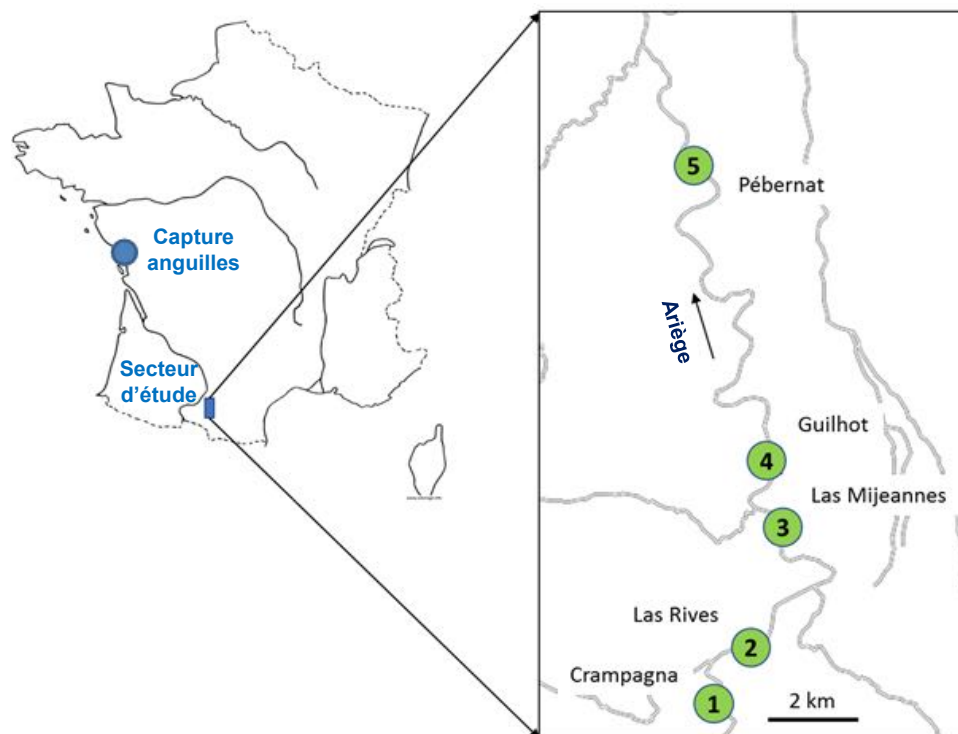 Capture
anguilles
Secteur
d'étude
5
Pébernat
Ariège
Guilhot
4
Las Mijeannes
3
Las Rives
2
Crampagna
1
2 km